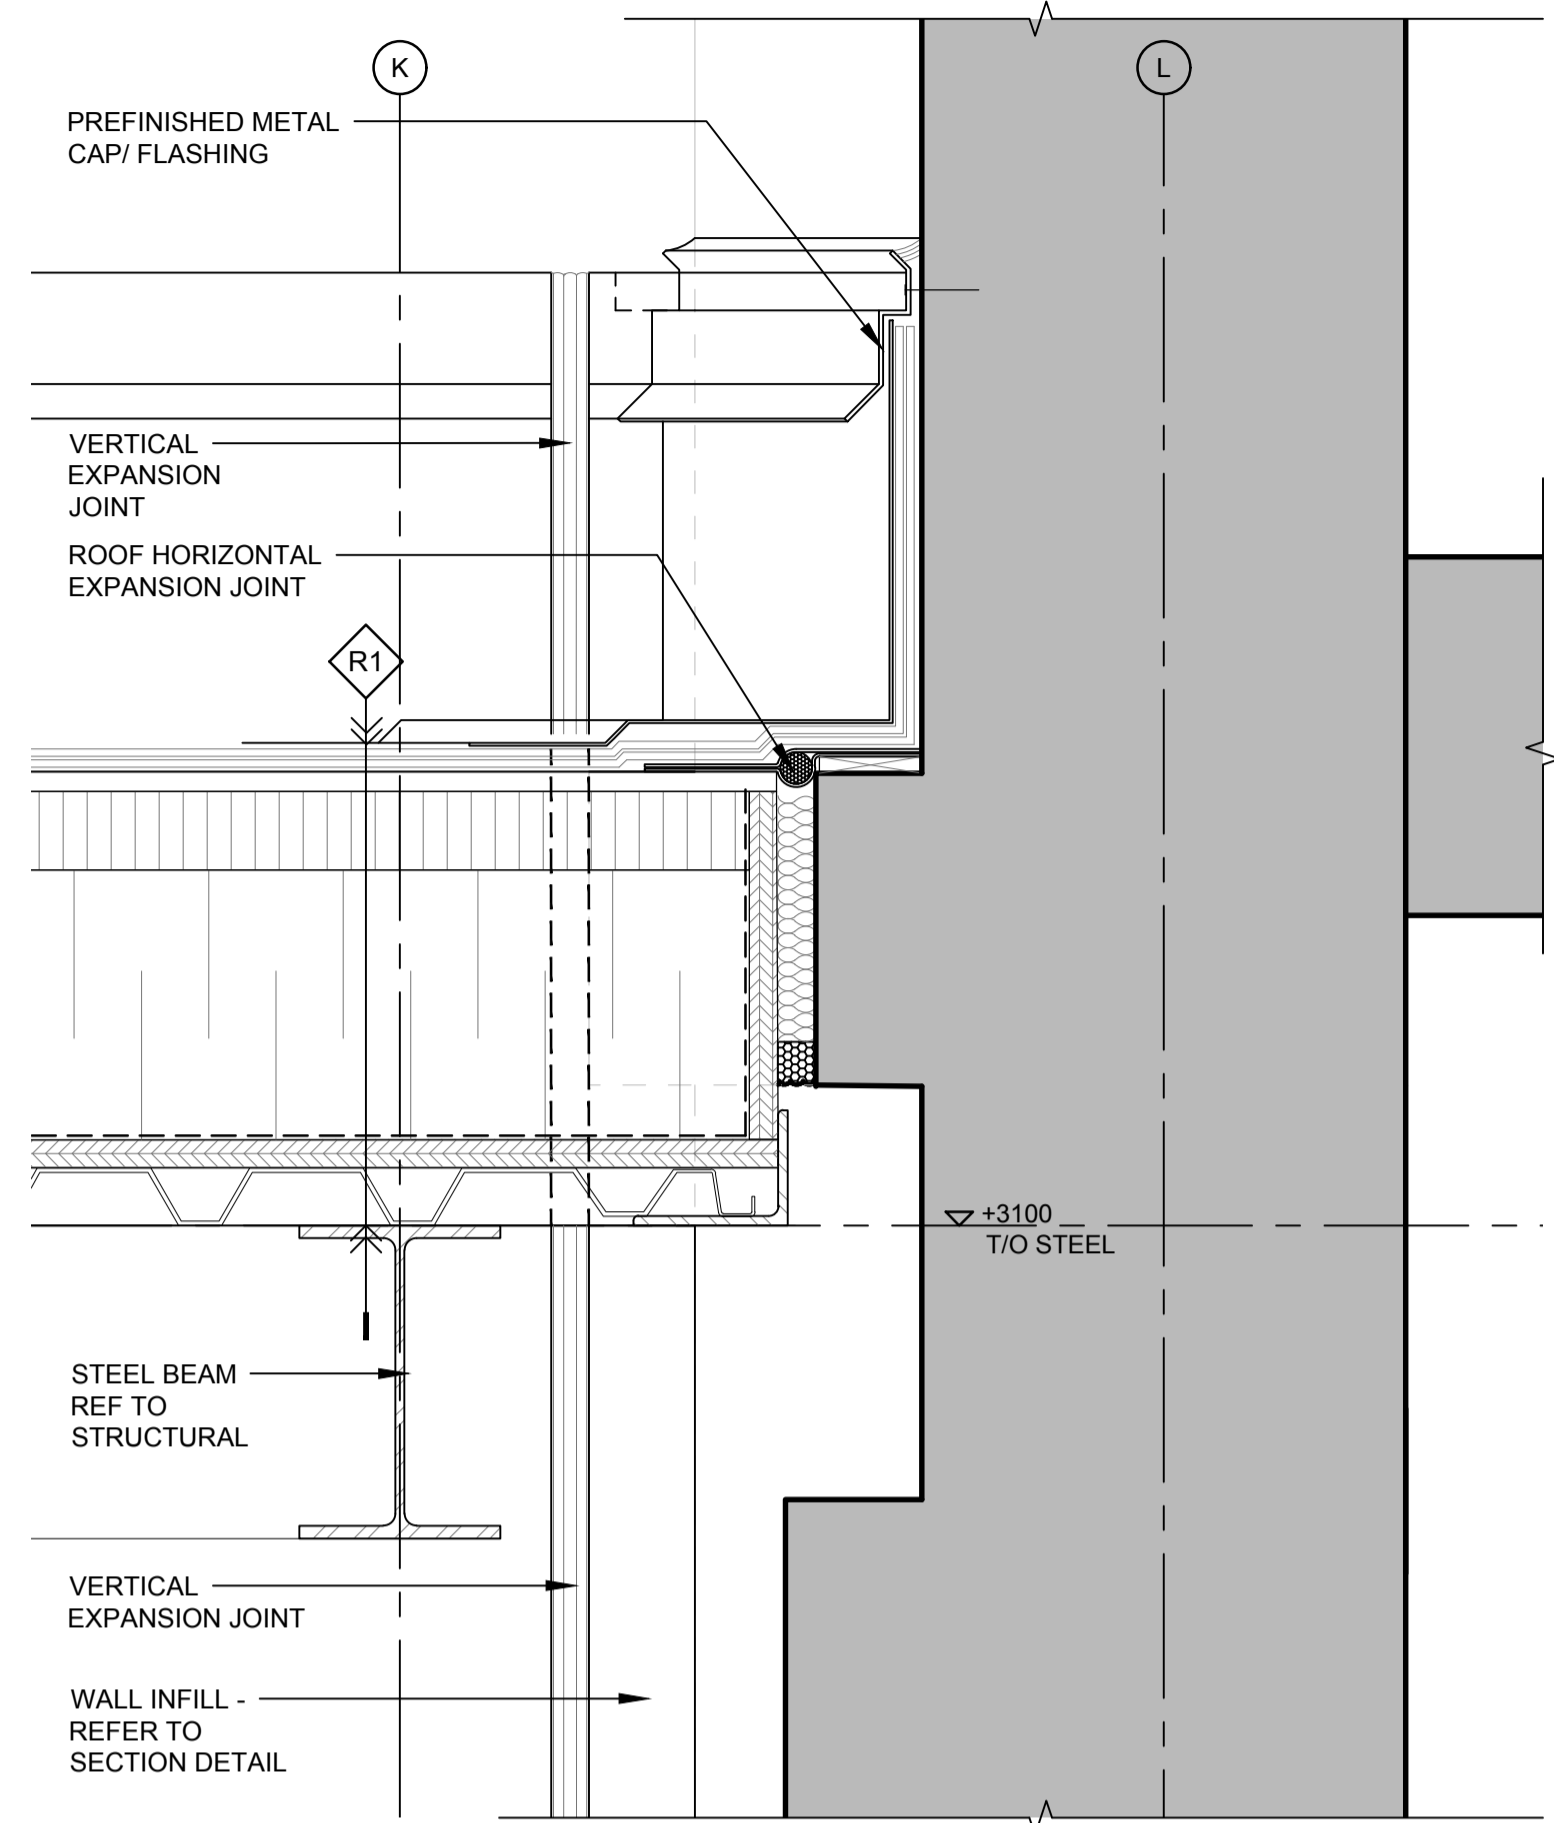 K
L
PREFINISHED METAL
CAP/ FLASHING
VERTICAL
EXPANSION
JOINT
ROOF HORIZONTAL
EXPANSION JOINT
R1
+3100
T/O STEEL
STEEL BEAM
REF TO
STRUCTURAL
VERTICAL
EXPANSION JOINT
WALL INFILL -
REFER TO
SECTION DETAIL